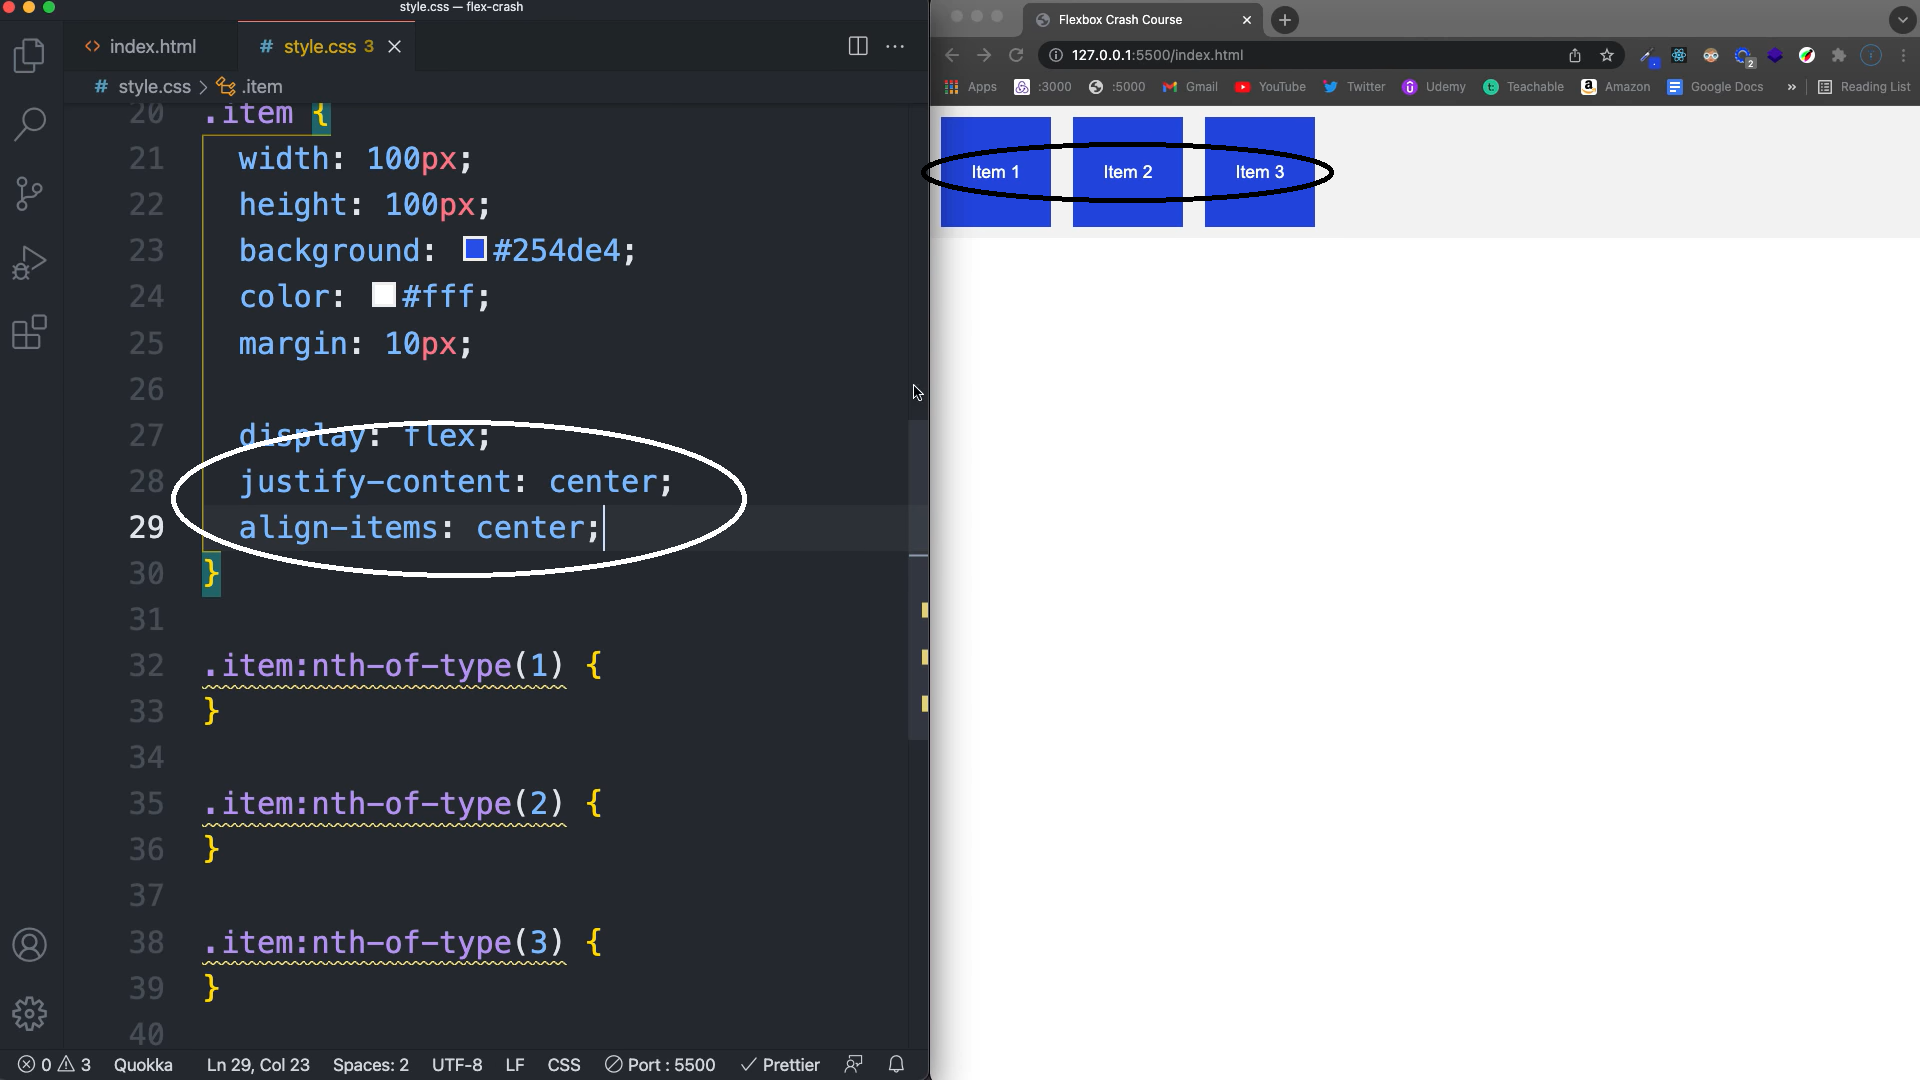 style.css — flex-crash
index.html
style.css 3
style.css > .item
20 .item {
21 width: 100px;
22 height: 100px;
23 background: #254de4;
24 color: #fff;
25 margin: 10px;
26
27 display: flex;
28 justify-content: center;
29 align-items: center;
30 }
31
32 .item:nth-of-type(1) {
33 }
34
35 .item:nth-of-type(2) {
36 }
37
38 .item:nth-of-type(3) {
39 }
40
0 3 Quokka Ln 29, Col 23 Spaces: 2 UTF-8 LF CSS Port : 5500 Prettier
Flexbox Crash Course
127.0.0.1:5500/index.html
2
Apps :3000 :5000 Gmail YouTube Twitter Udemy Teachable Amazon Google Docs » Reading List
Item 1 Item 2 Item 3